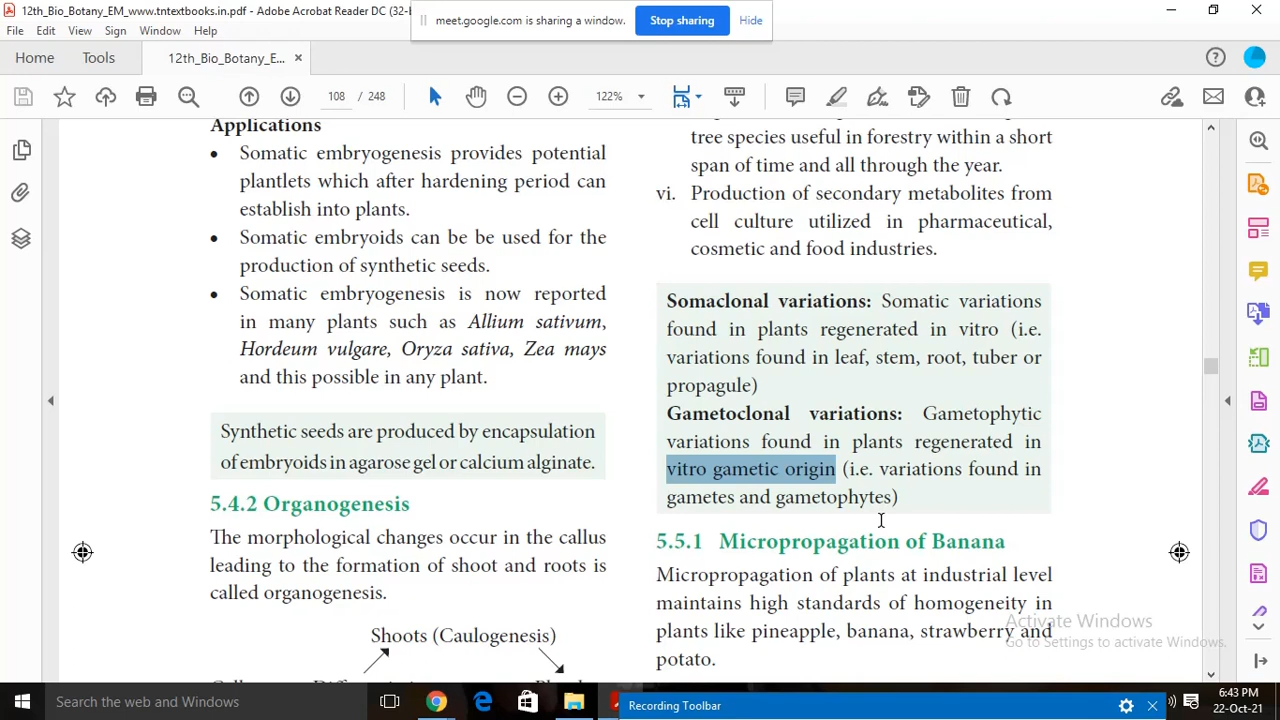 12th_Bio_Botany_EM_www.tntextbooks.in.pdf - Adobe Acrobat Reader DC (32-b
meet.google.com is sharing a window.
Stop sharing
Hide
File Edit View Sign Window Help
Home Tools 12th_Bio_Botany_E... ×
108 / 248
122%
Applications
• Somatic embryogenesis provides potential
plantlets which after hardening period can
establish into plants.
• Somatic embryoids can be be used for the
production of synthetic seeds.
• Somatic embryogenesis is now reported
in many plants such as Allium sativum,
Hordeum vulgare, Oryza sativa, Zea mays
and this possible in any plant.
Synthetic seeds are produced by encapsulation
of embryoids in agarose gel or calcium alginate.
5.4.2 Organogenesis
The morphological changes occur in the callus
leading to the formation of shoot and roots is
called organogenesis.
Shoots (Caulogenesis)
tree species useful in forestry within a short
span of time and all through the year.
vi. Production of secondary metabolites from
cell culture utilized in pharmaceutical,
cosmetic and food industries.
Somaclonal variations: Somatic variations
found in plants regenerated in vitro (i.e.
variations found in leaf, stem, root, tuber or
propagule)
Gametoclonal variations: Gametophytic
variations found in plants regenerated in
vitro gametic origin (i.e. variations found in
gametes and gametophytes)
5.5.1 Micropropagation of Banana
Micropropagation of plants at industrial level
maintains high standards of homogeneity in
plants like pineapple, banana, strawberry and
potato.
Activate Windows
Go to Settings to activate Windows.
Search the web and Windows
Recording Toolbar
6:43 PM
22-Oct-21